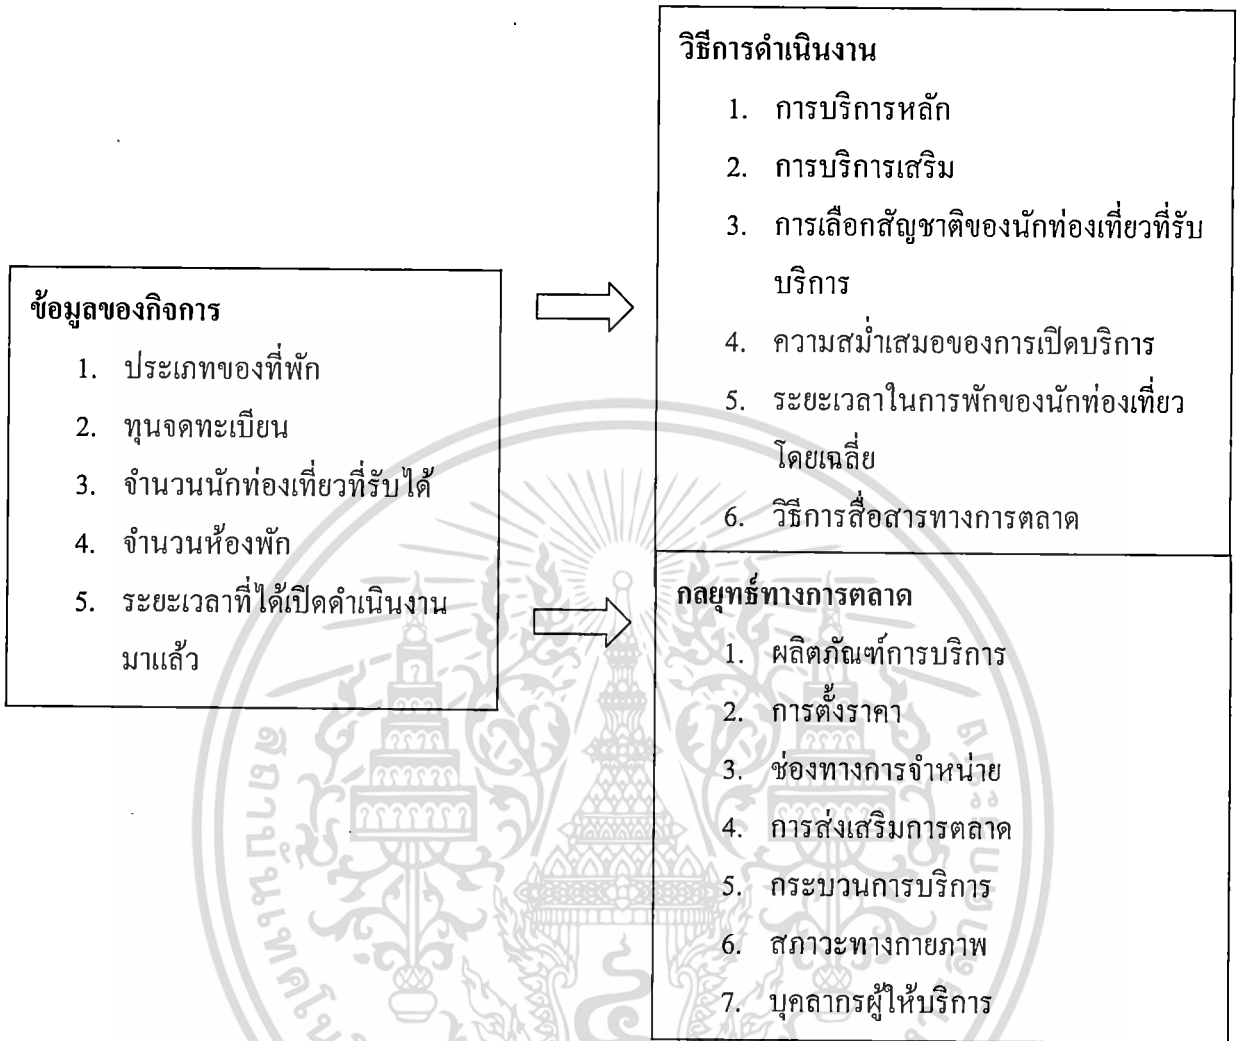 ข้อมูลของกิจการ
1. ประเภทของที่พัก
2. ทุนจดทะเบียน
3. จำนวนนักท่องเที่ยวที่รับได้
4. จำนวนห้องพัก
5. ระยะเวลาที่ได้เปิดดำเนินงาน
มาแล้ว
วิธีการดำเนินงาน
1. การบริการหลัก
2. การบริการเสริม
3. การเลือกสัญชาติของนักท่องเที่ยวที่รับ
บริการ
4. ความสม่ำเสมอของการเปิดบริการ
5. ระยะเวลาในการพักของนักท่องเที่ยว
โดยเฉลี่ย
6. วิธีการสื่อสารทางการตลาด
กลยุทธ์ทางการตลาด
1. ผลิตภัณฑ์การบริการ
2. การตั้งราคา
3. ช่องทางการจำหน่าย
4. การส่งเสริมการตลาด
5. กระบวนการบริการ
6. สภาวะทางกายภาพ
7. บุคลากรผู้ให้บริการ